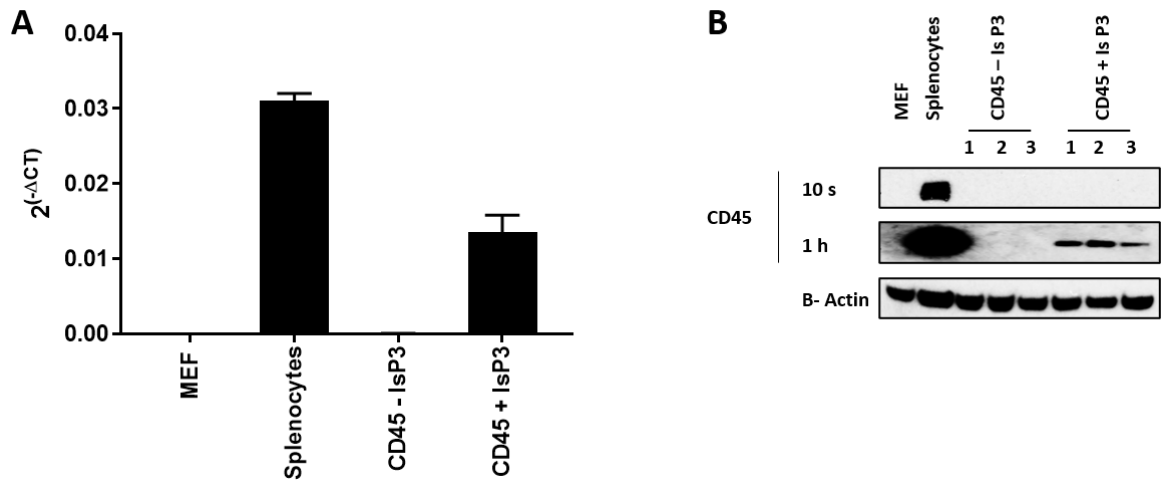 A
0.04
0.03
0.02
0.01
0.00
2(-ΔCT)
MEF
Splenocytes
CD45 - IsP3
CD45 + IsP3
B
MEF
Splenocytes
CD45 – Is P3
CD45 + Is P3
1 2 3 1 2 3
CD45
10 s
1 h
B- Actin